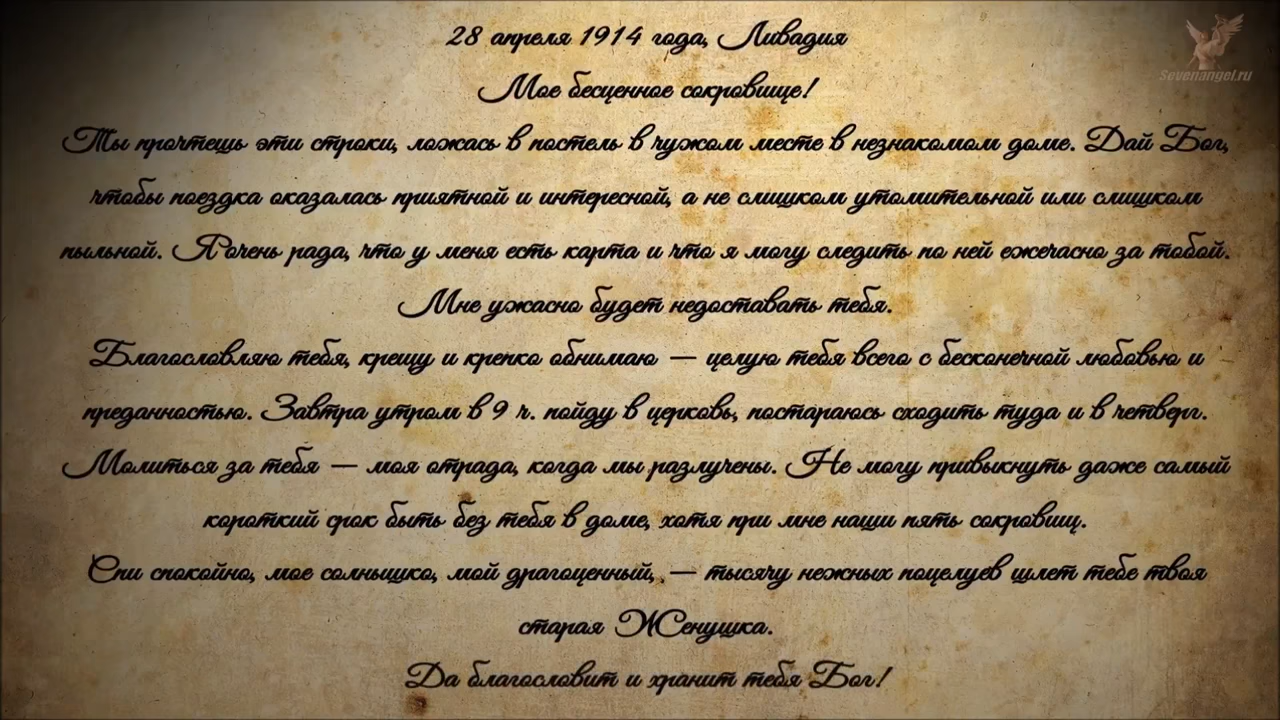 28 апреля 1914 года, Ливадия
Sevenangel.ru
Мое бесценное сокровище!
Ты прочтешь эти строки, ложась в постель в чужом месте в незнакомом доме. Дай Бог,
чтобы поездка оказалась приятной и интересной, а не слишком утомительной или слишком
пыльной. Я очень рада, что у меня есть карта и что я могу следить по ней ежечасно за тобой.
Мне ужасно будет недоставать тебя.
Благословляю тебя, крещу и крепко обнимаю — целую тебя всего с бесконечной любовью и
преданностью. Завтра утром в 9 ч. пойду в церковь, постараюсь сходить туда и в четверг.
Молиться за тебя — моя отрада, когда мы разлучены. Не могу привыкнуть даже самый
короткий срок быть без тебя в доме, хотя при мне наши пять сокровищ.
Спи спокойно, мое солнышко, мой драгоценный, — тысячу нежных поцелуев шлет тебе твоя
старая Женушка.
Да благословит и хранит тебя Бог!